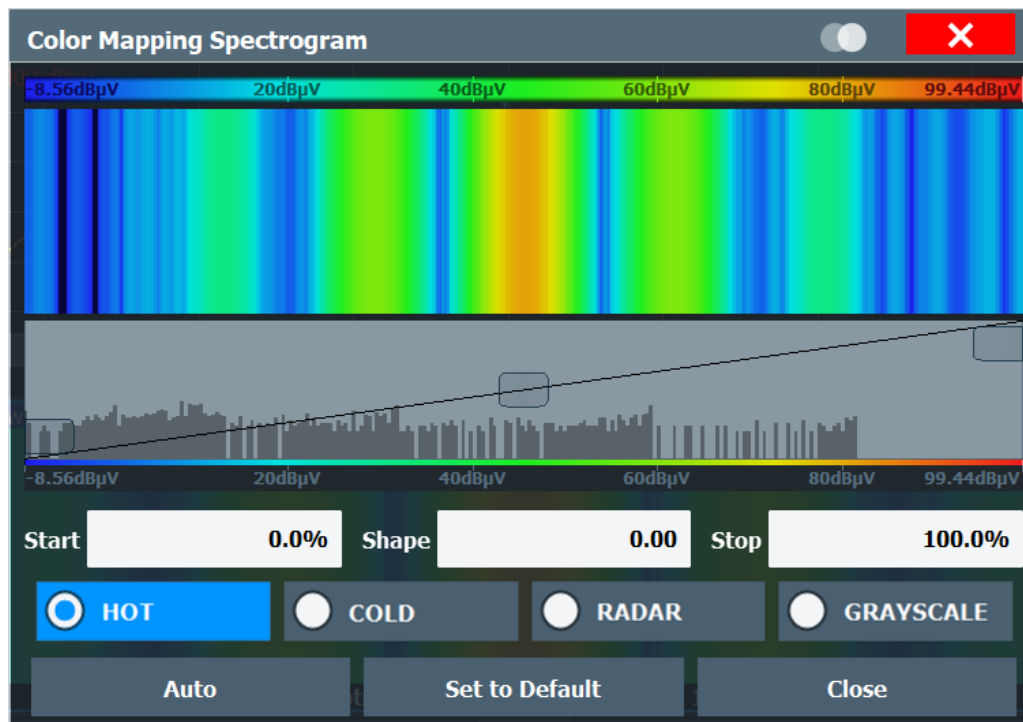 Color Mapping Spectrogram
-8.56dBµV 20dBµV 40dBµV 60dBµV 80dBµV 99.44dBµV
-8.56dBµV 20dBµV 40dBµV 60dBµV 80dBµV 99.44dBµV
Start 0.0% Shape 0.00 Stop 100.0%
HOT COLD RADAR GRAYSCALE
Auto Set to Default Close